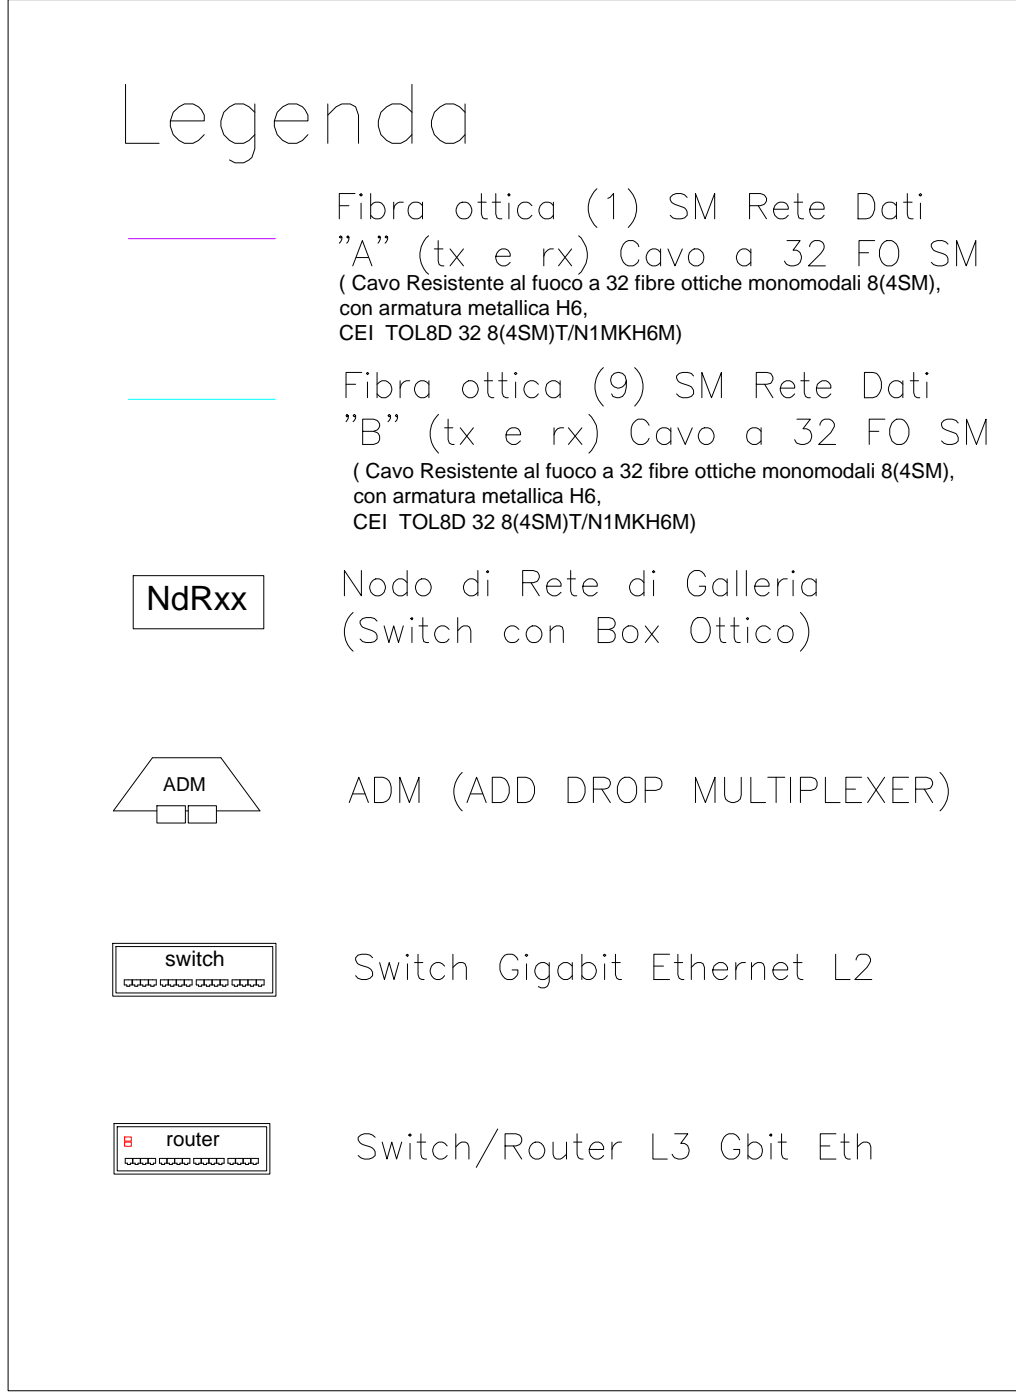 Legenda
Fibra ottica (1) SM Rete Dati
"A" (tx e rx) Cavo a 32 FO SM
( Cavo Resistente al fuoco a 32 fibre ottiche monomodali 8(4SM),
con armatura metallica H6,
CEI TOL8D 32 8(4SM)T/N1MKH6M)
Fibra ottica (9) SM Rete Dati
"B" (tx e rx) Cavo a 32 FO SM
( Cavo Resistente al fuoco a 32 fibre ottiche monomodali 8(4SM),
con armatura metallica H6,
CEI TOL8D 32 8(4SM)T/N1MKH6M)
NdRxx
Nodo di Rete di Galleria
(Switch con Box Ottico)
ADM
ADM (ADD DROP MULTIPLEXER)
switch
Switch Gigabit Ethernet L2
router
Switch/Router L3 Gbit Eth